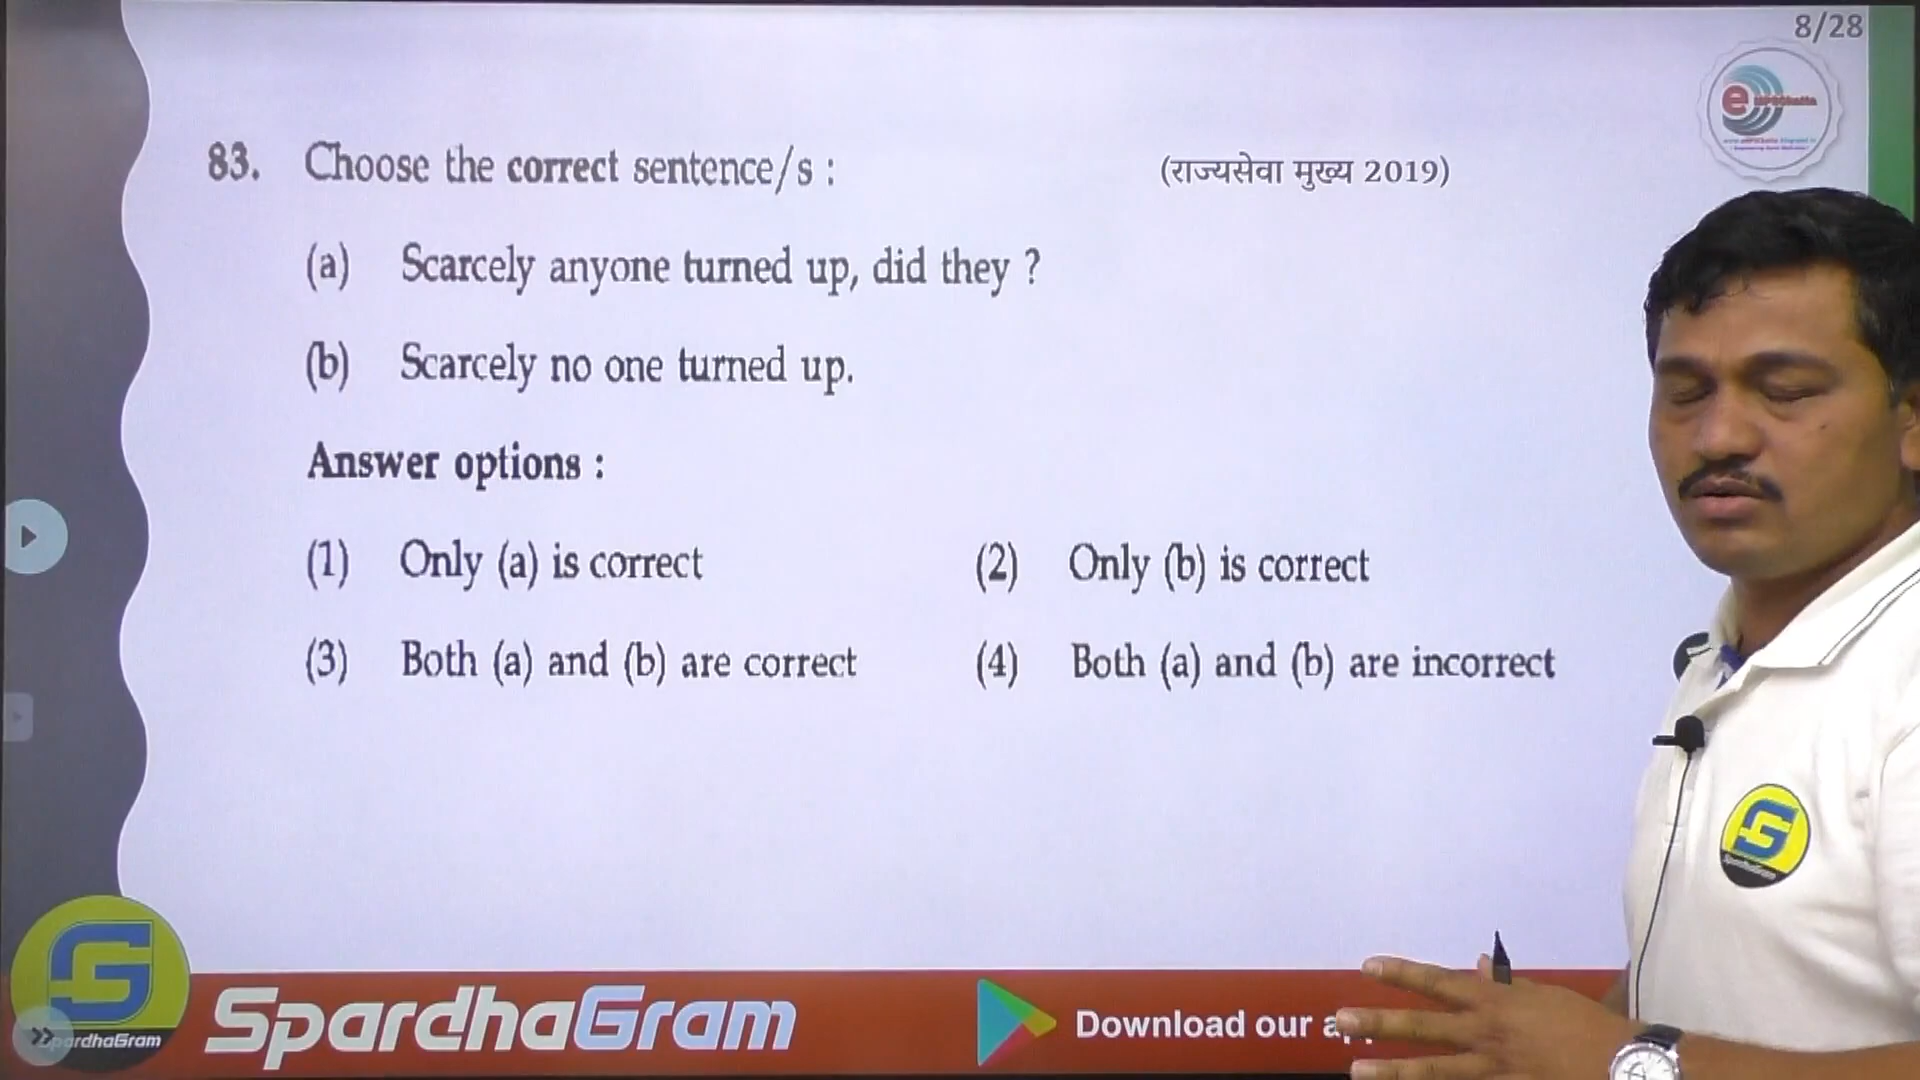 8/28
83. Choose the correct sentence/s : (राज्यसेवा मुख्य 2019)
(a) Scarcely anyone turned up, did they ?
(b) Scarcely no one turned up.
Answer options :
(1) Only (a) is correct (2) Only (b) is correct
(3) Both (a) and (b) are correct (4) Both (a) and (b) are incorrect
SpardhaGram
SpardhaGram
Download our